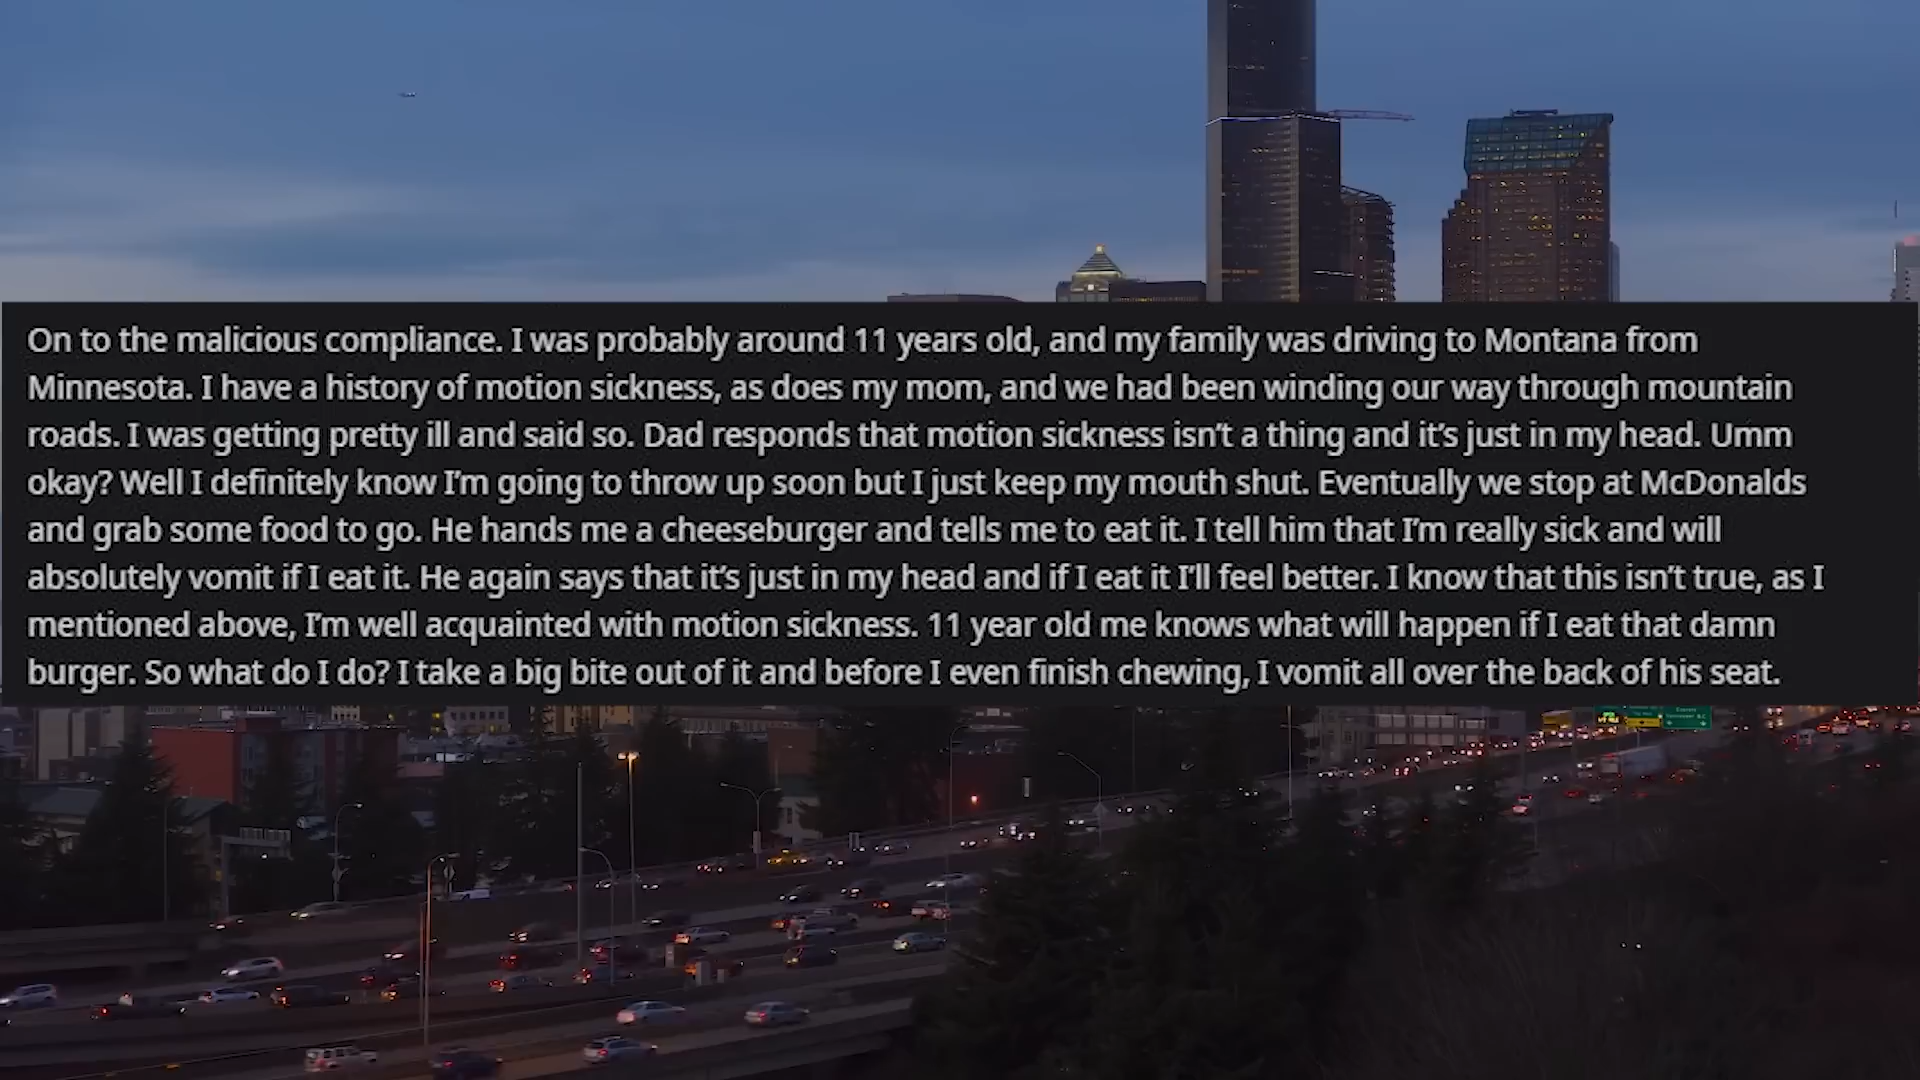 On to the malicious compliance. I was probably around 11 years old, and my family was driving to Montana from
Minnesota. I have a history of motion sickness, as does my mom, and we had been winding our way through mountain
roads. I was getting pretty ill and said so. Dad responds that motion sickness isn’t a thing and it’s just in my head. Umm
okay? Well I definitely know I’m going to throw up soon but I just keep my mouth shut. Eventually we stop at McDonalds
and grab some food to go. He hands me a cheeseburger and tells me to eat it. I tell him that I’m really sick and will
absolutely vomit if I eat it. He again says that it’s just in my head and if I eat it I’ll feel better. I know that this isn’t true, as I
mentioned above, I’m well acquainted with motion sickness. 11 year old me knows what will happen if I eat that damn
burger. So what do I do? I take a big bite out of it and before I even finish chewing, I vomit all over the back of his seat.